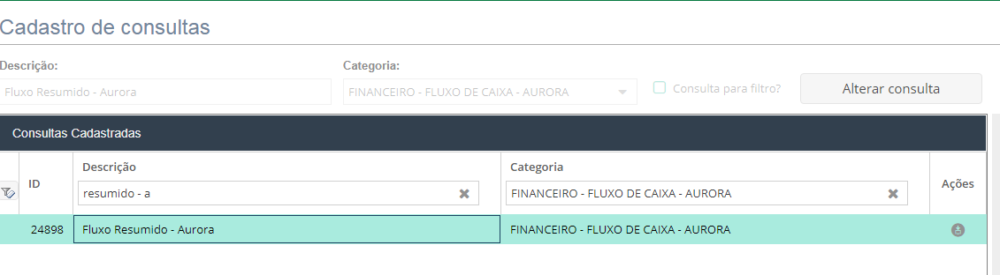 Cadastro de consultas
Descrição:
Categoria:
Fluxo Resumido - Aurora
FINANCEIRO - FLUXO DE CAIXA - AURORA
Consulta para filtro?
Alterar consulta
Consultas Cadastradas
ID
Descrição
Categoria
Ações
resumido - a
FINANCEIRO - FLUXO DE CAIXA - AURORA
24898
Fluxo Resumido - Aurora
FINANCEIRO - FLUXO DE CAIXA - AURORA